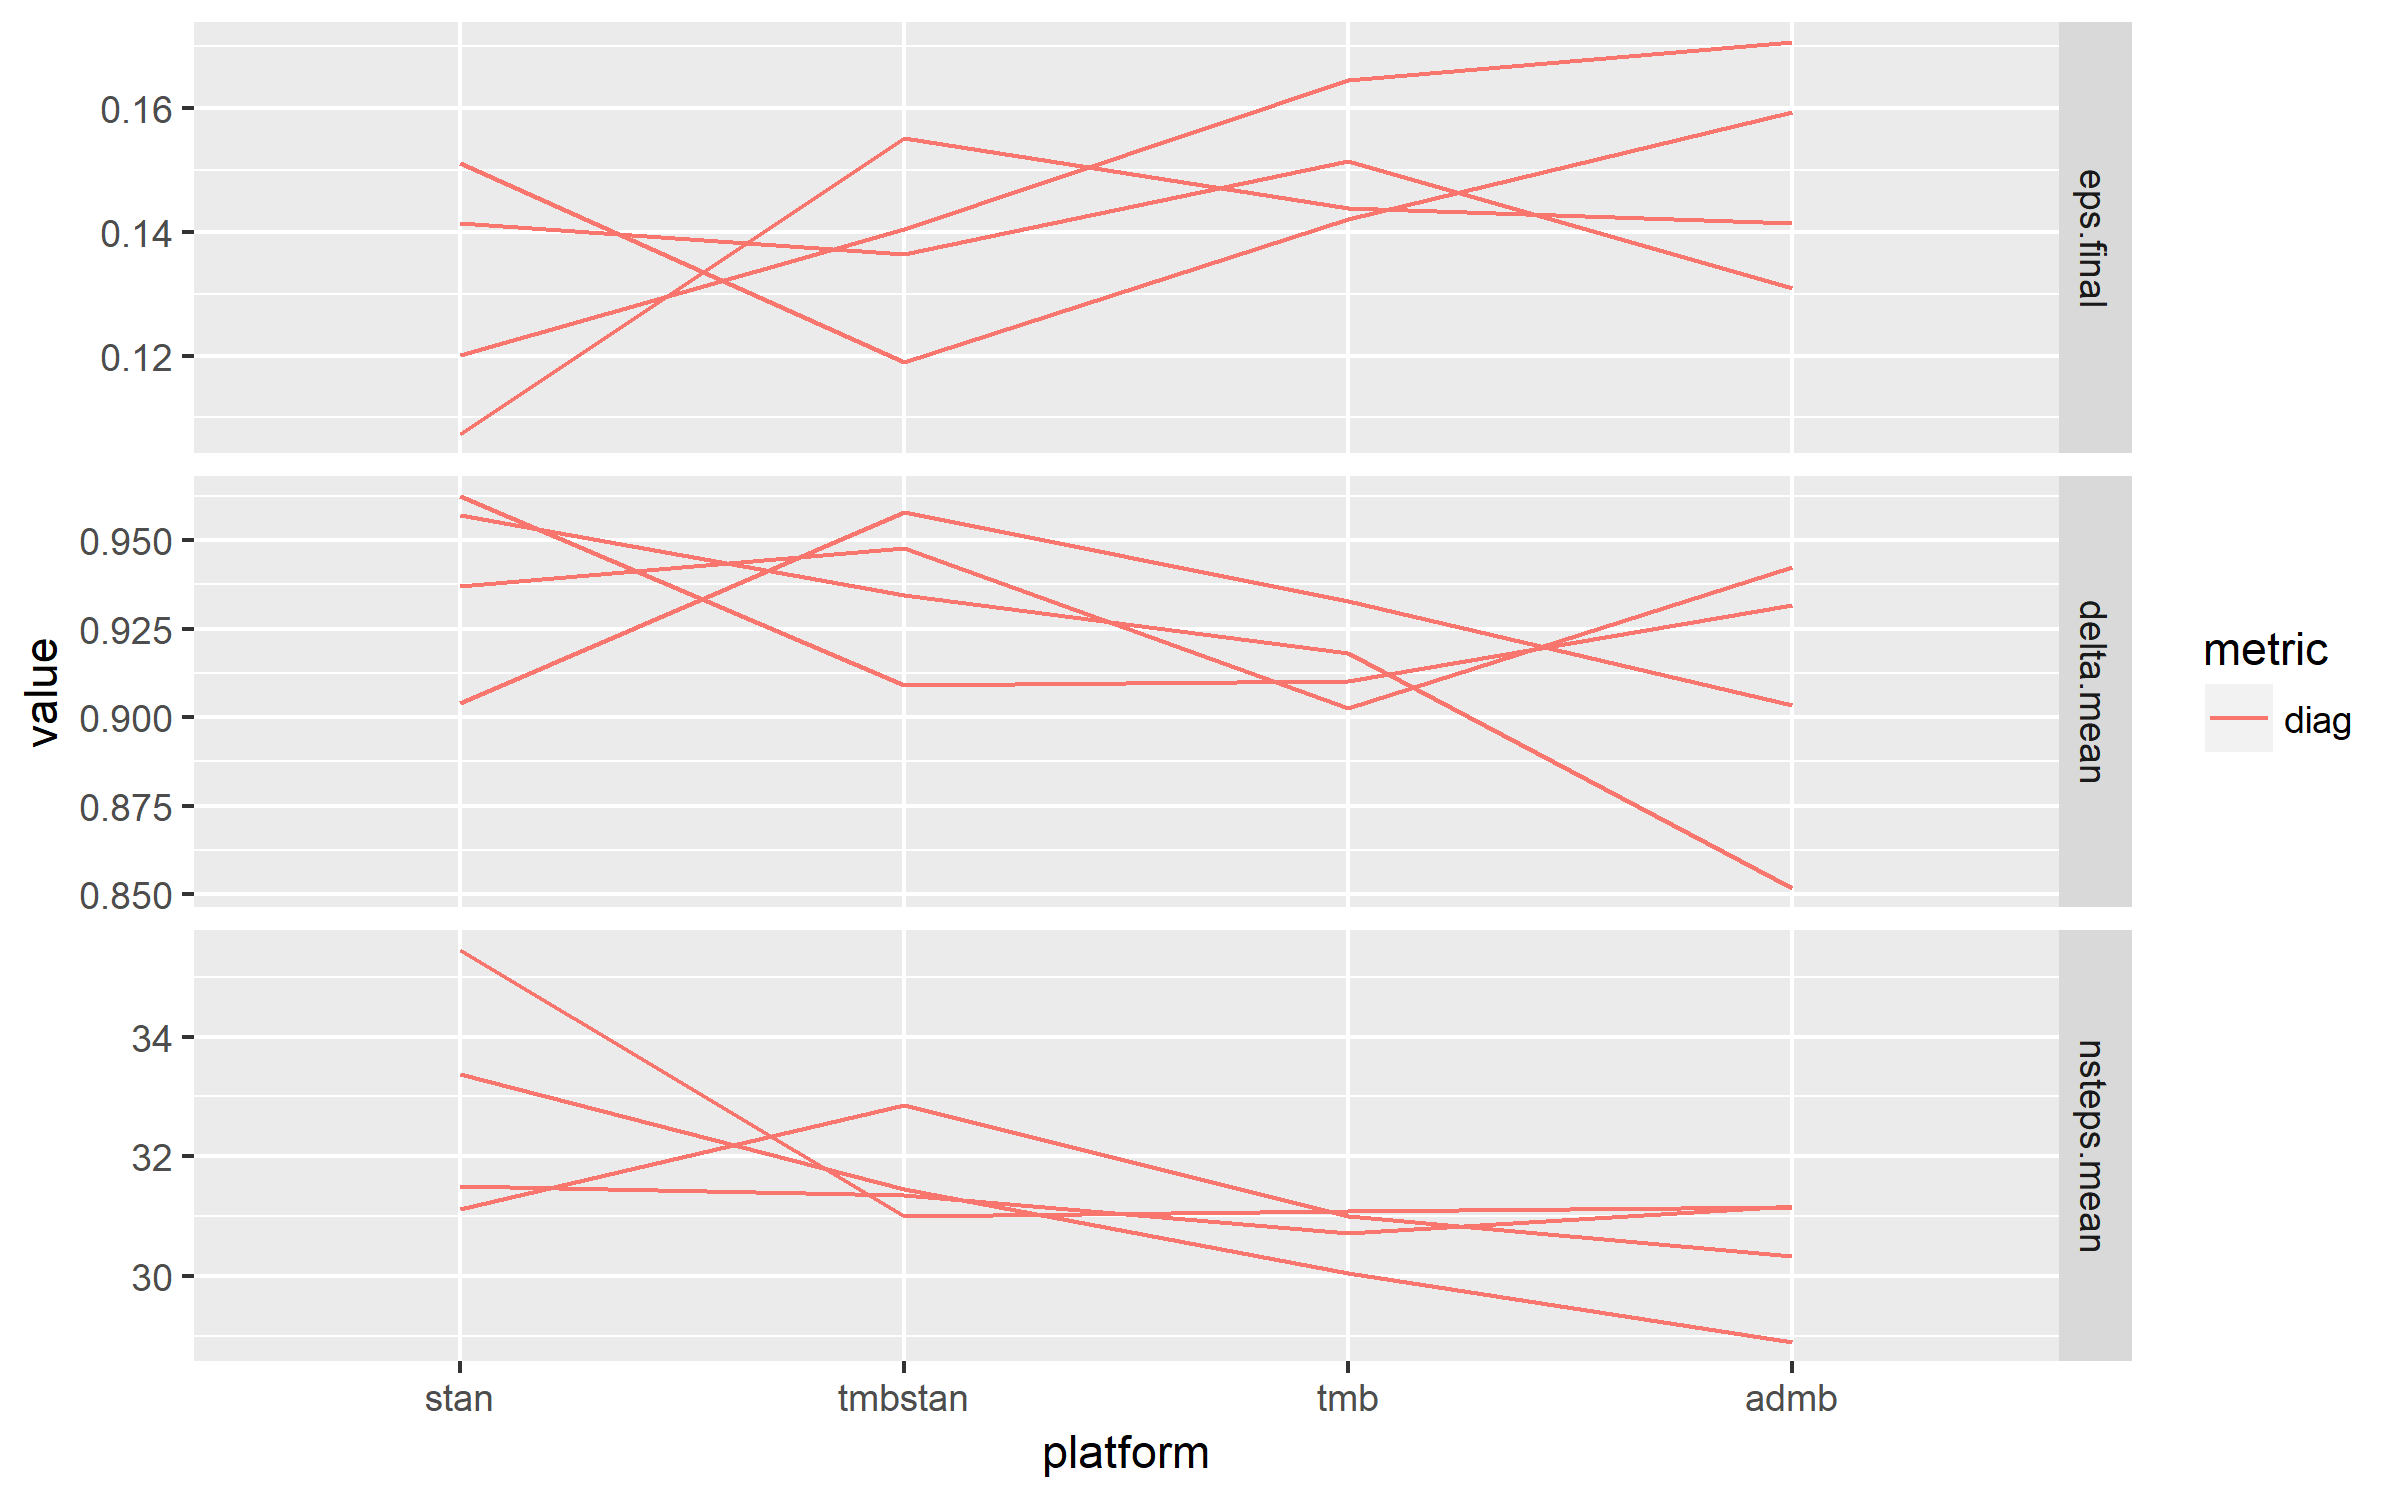 0.16
0.14
0.12
eps.final
0.950
0.925
0.900
0.875
0.850
delta.mean
34
32
30
nsteps.mean
value
stan
tmbstan
tmb
admb
platform
metric
diag